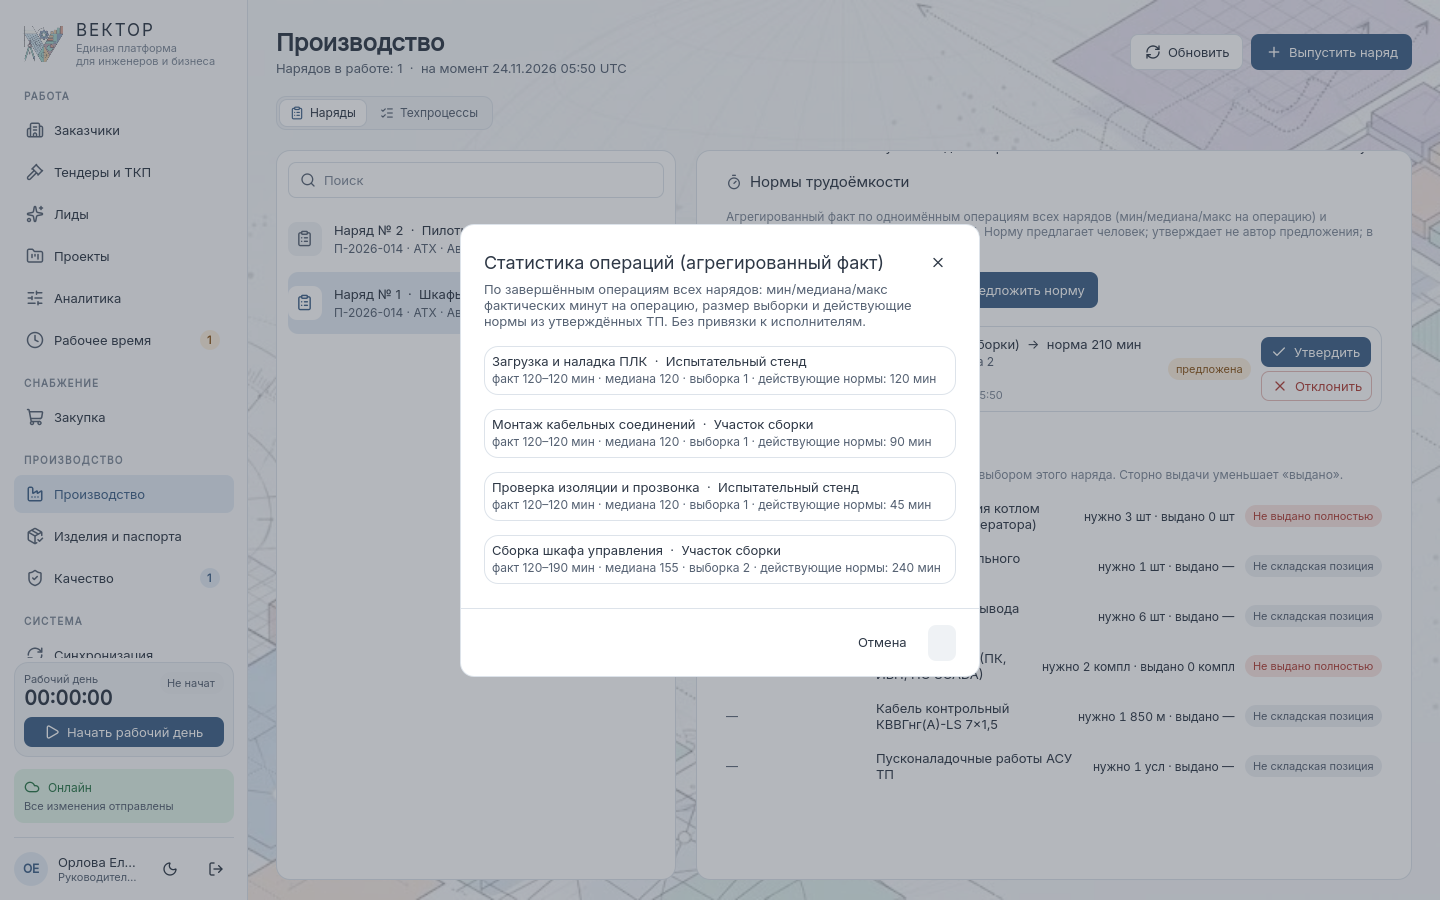 ВЕКТОР
Единая платформа
для инженеров и бизнеса
РАБОТА
Заказчики
Тендеры и ТКП
Лиды
Проекты
Аналитика
Рабочее время 1
СНАБЖЕНИЕ
Закупка
ПРОИЗВОДСТВО
Производство
Изделия и паспорта
Качество 1
СИСТЕМА
Синхронизация
Рабочий день
Не начат
00:00:00
Начать рабочий день
Онлайн
Все изменения отправлены
ОЕ
Орлова Ел...
Руководител...
Производство
Нарядов в работе: 1 · на момент 24.11.2026 05:50 UTC
Обновить
Выпустить наряд
Наряды
Техпроцессы
Поиск
Наряд № 2 · Пилот
П-2026-014 · АТХ · Ав
Наряд № 1 · Шкафы
П-2026-014 · АТХ · Ав
Нормы трудоёмкости
Агрегированный факт по одноимённым операциям всех нарядов (мин/медиана/макс на операцию) и
Норму предлагает человек; утверждает не автор предложения; в
едложить норму
борки) → норма 210 мин
а 2
5:50
предложена
Утвердить
Отклонить
выбором этого наряда. Сторно выдачи уменьшает «выдано».
ия котлом
ератора)
нужно 3 шт · выдано 0 шт
Не выдано полностью
льного
нужно 1 шт · выдано —
Не складская позиция
ывода
нужно 6 шт · выдано —
Не складская позиция
(ПК,
нужно 2 компл · выдано 0 компл
Не выдано полностью
—
Кабель контрольный
КВВГнг(А)-LS 7×1,5
нужно 1 850 м · выдано —
Не складская позиция
—
Пусконаладочные работы АСУ
ТП
нужно 1 усл · выдано —
Не складская позиция
Статистика операций (агрегированный факт)
По завершённым операциям всех нарядов: мин/медиана/макс
фактических минут на операцию, размер выборки и действующие
нормы из утверждённых ТП. Без привязки к исполнителям.
Загрузка и наладка ПЛК · Испытательный стенд
факт 120–120 мин · медиана 120 · выборка 1 · действующие нормы: 120 мин
Монтаж кабельных соединений · Участок сборки
факт 120–120 мин · медиана 120 · выборка 1 · действующие нормы: 90 мин
Проверка изоляции и прозвонка · Испытательный стенд
факт 120–120 мин · медиана 120 · выборка 1 · действующие нормы: 45 мин
Сборка шкафа управления · Участок сборки
факт 120–190 мин · медиана 155 · выборка 2 · действующие нормы: 240 мин
Отмена